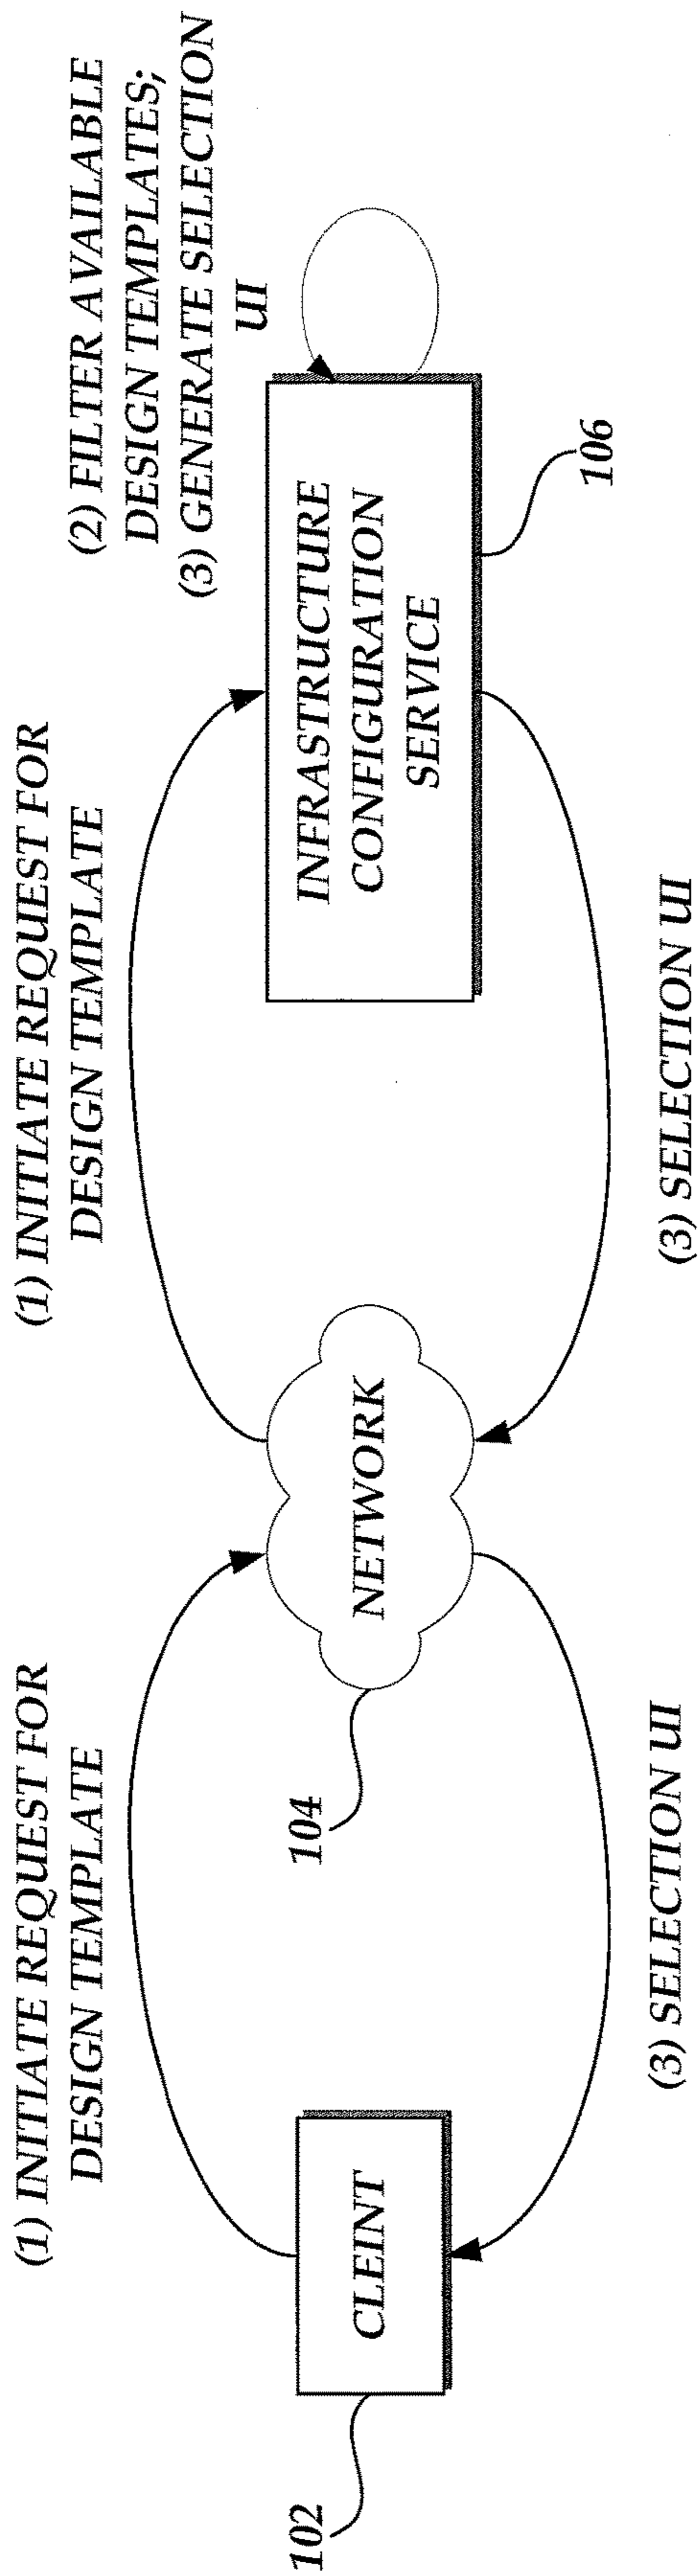 (1) INITIATE REQUEST FOR
DESIGN TEMPLATE
(1) INITIATE REQUEST FOR
DESIGN TEMPLATE
(2) FILTER AVAILABLE
DESIGN TEMPLATES;
(3) GENERATE SELECTION
UI
102
CLEINT
104
NETWORK
INFRASTRUCTURE
CONFIGURATION
SERVICE
106
(3) SELECTION UI
(3) SELECTION UI